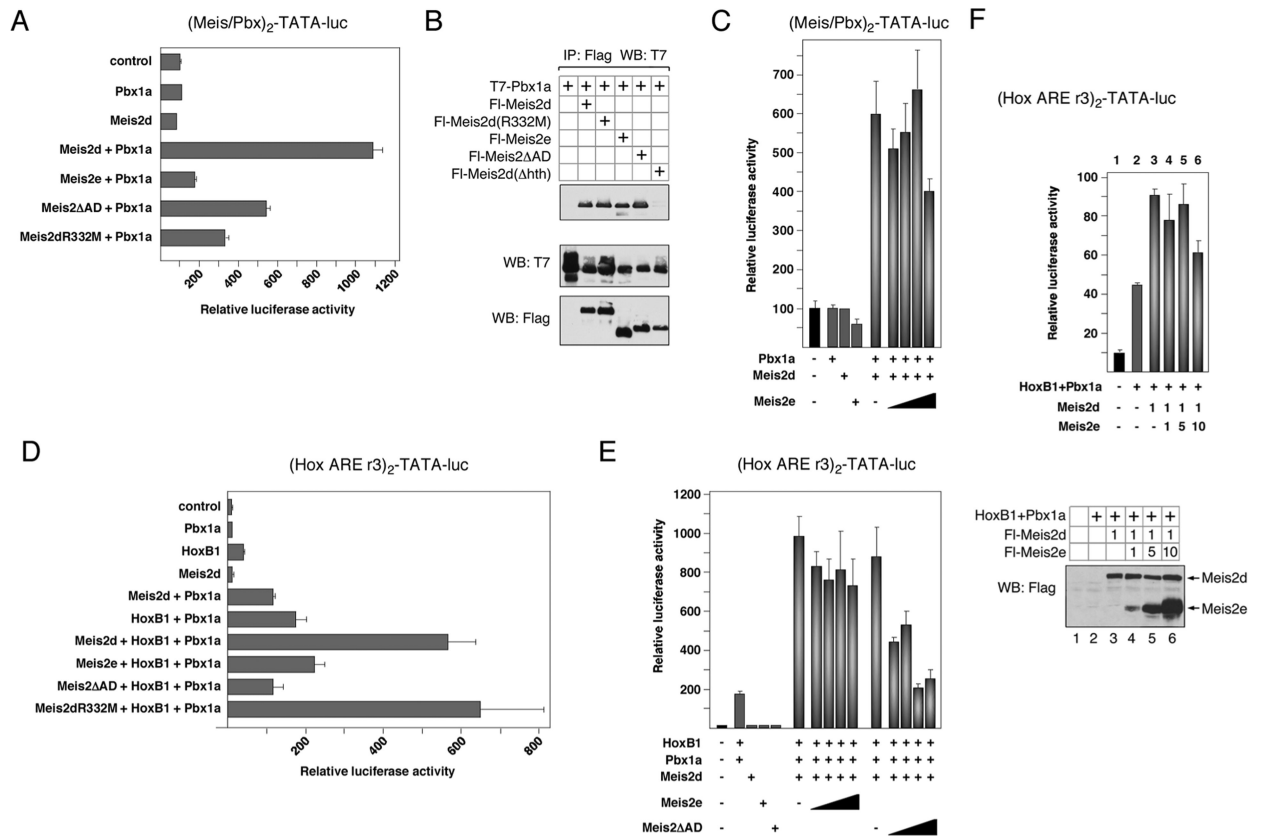 A
(Meis/Pbx)2-TATA-luc
control
Pbx1a
Meis2d
Meis2d + Pbx1a
Meis2e + Pbx1a
Meis2ΔAD + Pbx1a
Meis2dR332M + Pbx1a
200 400 600 800 1000 1200
Relative luciferase activity
B
IP: Flag WB: T7
T7-Pbx1a + + + + + +
Fl-Meis2d +
Fl-Meis2d(R332M) +
Fl-Meis2e +
Fl-Meis2ΔAD +
Fl-Meis2d(Δhth) +
WB: T7
WB: Flag
C
(Meis/Pbx)2-TATA-luc
Relative luciferase activity
700
600
500
400
300
200
100
Pbx1a - + + + + + +
Meis2d - + + + + + +
Meis2e - + -
F
(Hox ARE r3)2-TATA-luc
1 2 3 4 5 6
Relative luciferase activity
100
80
60
40
20
HoxB1+Pbx1a - + + + + +
Meis2d - - 1 1 1 1
Meis2e - - - 1 5 10
D
(Hox ARE r3)2-TATA-luc
control
Pbx1a
HoxB1
Meis2d
Meis2d + Pbx1a
HoxB1 + Pbx1a
Meis2d + HoxB1 + Pbx1a
Meis2e + HoxB1 + Pbx1a
Meis2ΔAD + HoxB1 + Pbx1a
Meis2dR332M + HoxB1 + Pbx1a
200 400 600 800
Relative luciferase activity
E
(Hox ARE r3)2-TATA-luc
Relative luciferase activity
1200
1000
800
600
400
200
HoxB1 - + + + + + + + + + + +
Pbx1a - + + + + + + + + + + +
Meis2d - + + + + + + + + + + +
Meis2e - + -
Meis2ΔAD - + -
HoxB1+Pbx1a + + + + +
Fl-Meis2d 1 1 1 1
Fl-Meis2e 1 5 10
WB: Flag
Meis2d
Meis2e
1 2 3 4 5 6